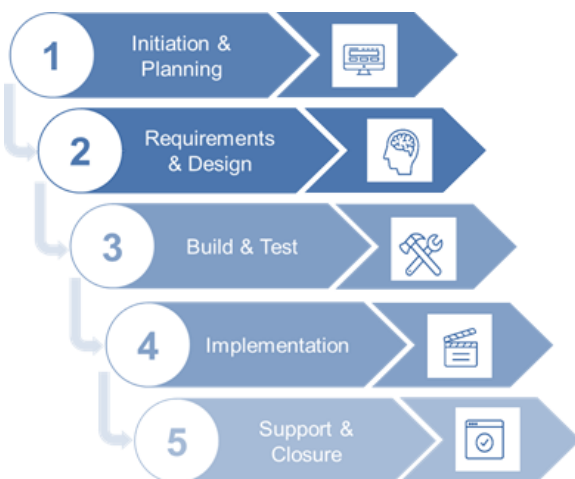 1
Initiation &
Planning
2
Requirements
& Design
3
Build & Test
4
Implementation
5
Support &
Closure